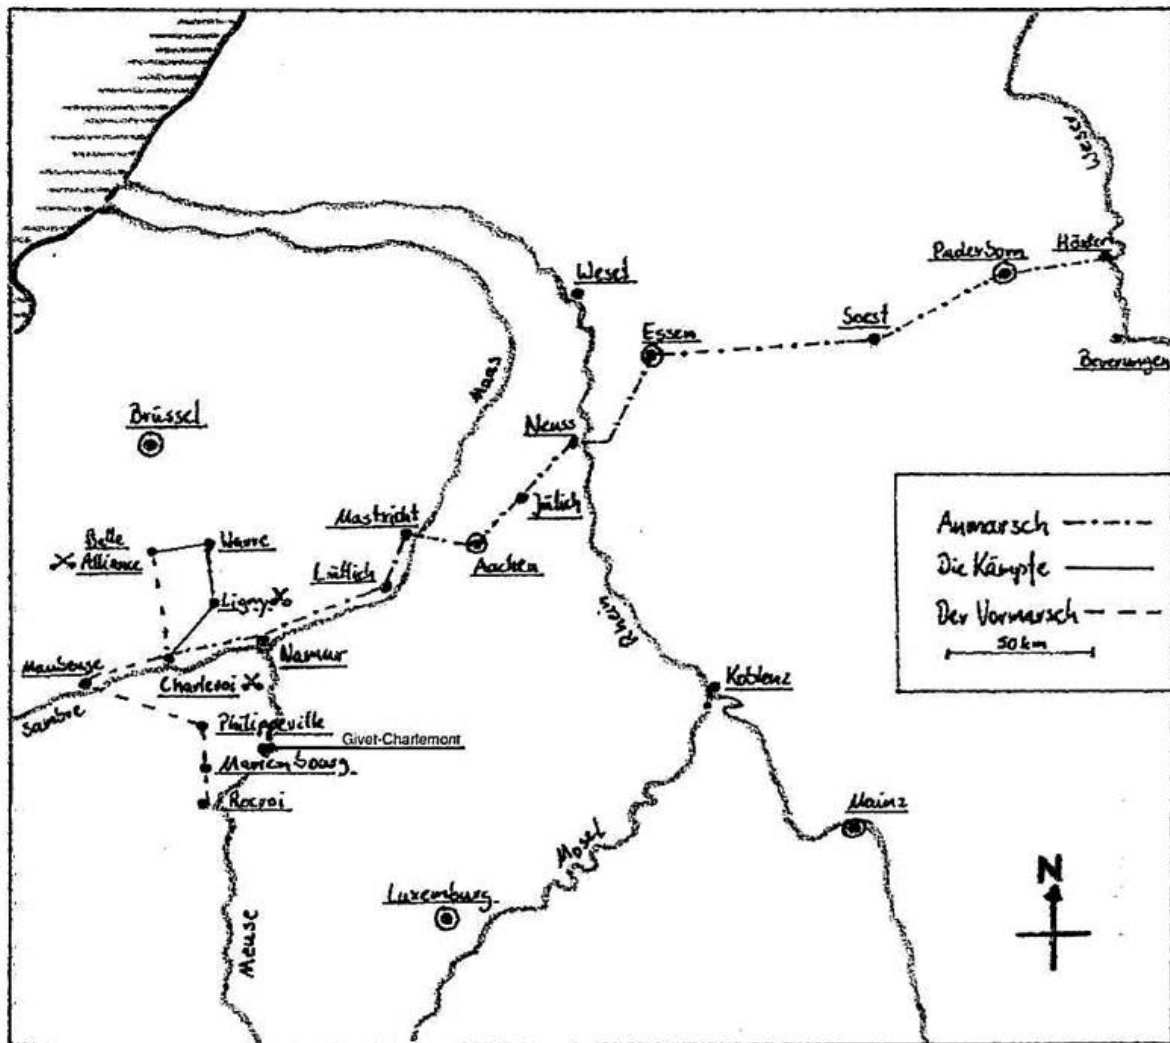 Weser
Paderborn
Höxter
Wesel
Soest
Essen
Beverungen
Maas
Brüssel
Neuss
Jülich
Mastricht
Aachen
Belle
Alliance
Warre
Lüttich
Ligny
Anmarsch
Die Kämpfe
Der Vormarsch
50 km
Rhein
Namur
Maubeuge
Charleroi
Koblenz
Sambre
Philippeville
Givet-Charlemont
Marienbourg
Rocroi
Mainz
Mosel
Luxemburg
Meuse
N